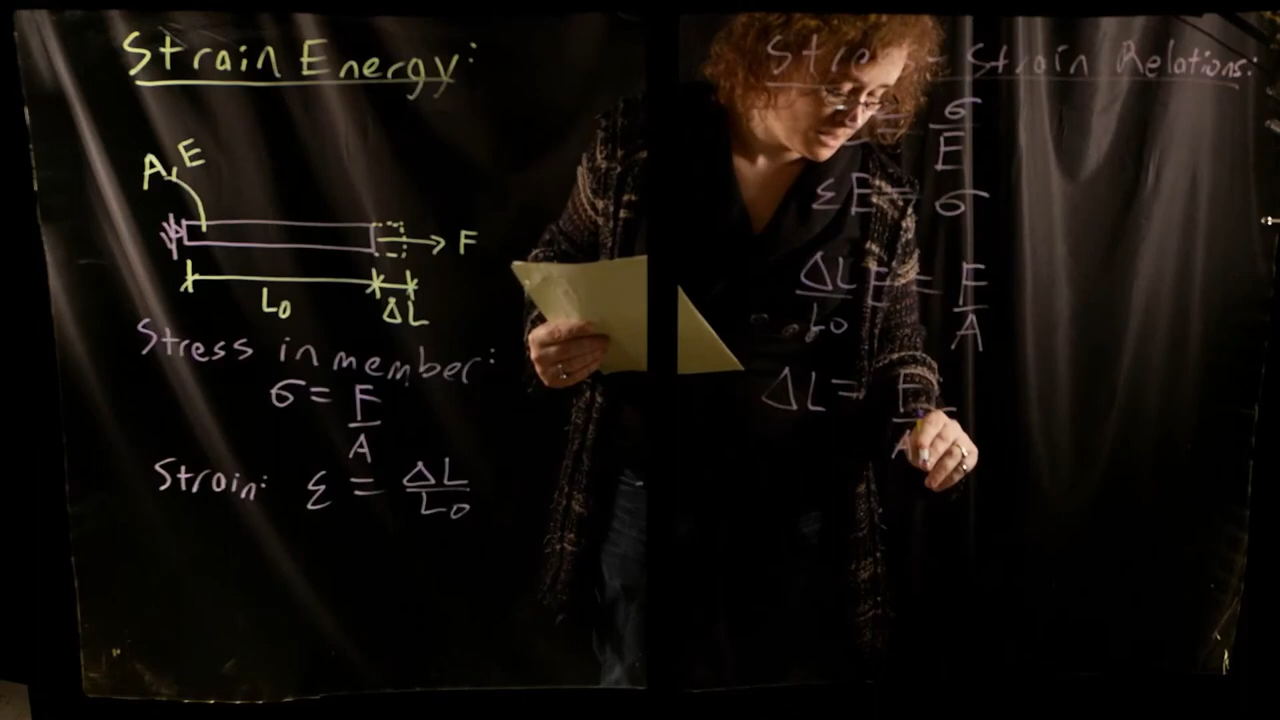 Strain Energy:
A, E
F
L₀
ΔL
Stress in member:
σ = F/A
Strain: ε = ΔL/L₀
Strain Relations:
= σ/E
εE = σ
ΔL/L₀ E = F/A
ΔL = F/A